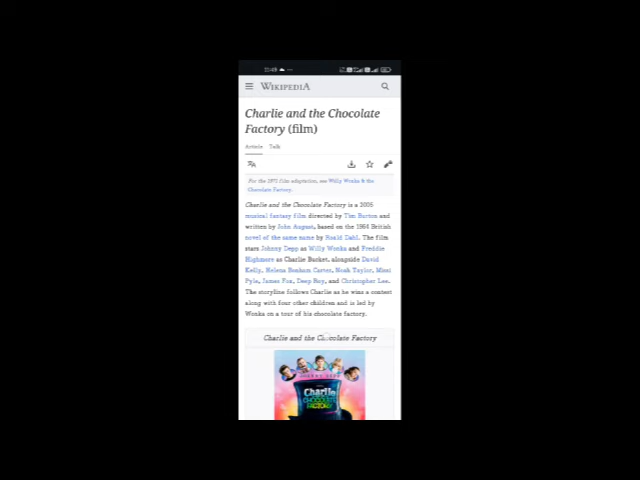 21:49
WIKIPEDIA
Charlie and the Chocolate
Factory (film)
Article Talk
For the 1971 film adaptation, see Willy Wonka & the
Chocolate Factory.
Charlie and the Chocolate Factory is a 2005
musical fantasy film directed by Tim Burton and
written by John August, based on the 1964 British
novel of the same name by Roald Dahl. The film
stars Johnny Depp as Willy Wonka and Freddie
Highmore as Charlie Bucket, alongside David
Kelly, Helena Bonham Carter, Noah Taylor, Missi
Pyle, James Fox, Deep Roy, and Christopher Lee.
The storyline follows Charlie as he wins a contest
along with four other children and is led by
Wonka on a tour of his chocolate factory.
Charlie and the Chocolate Factory
Charlie
CHOCOLATE
FACTORY